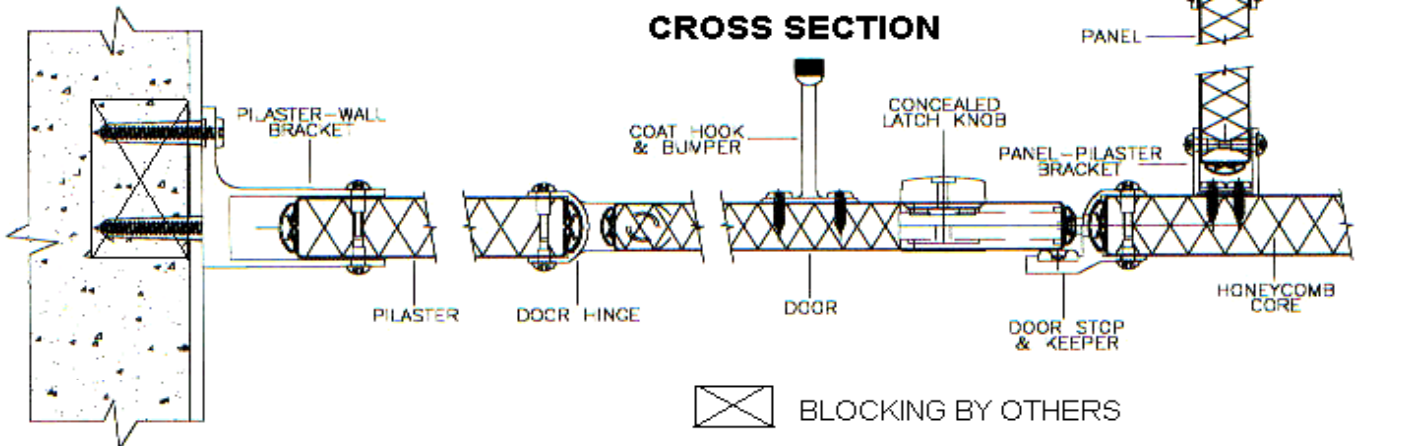 CROSS SECTION
PANEL
PILASTER-WALL
BRACKET
COAT HOOK
& BUMPER
CONCEALED
LATCH KNOB
PANEL-PILASTER
BRACKET
PILASTER
DOOR HINGE
DOOR
DOOR STOP
& KEEPER
HONEYCOMB
CORE
BLOCKING BY OTHERS